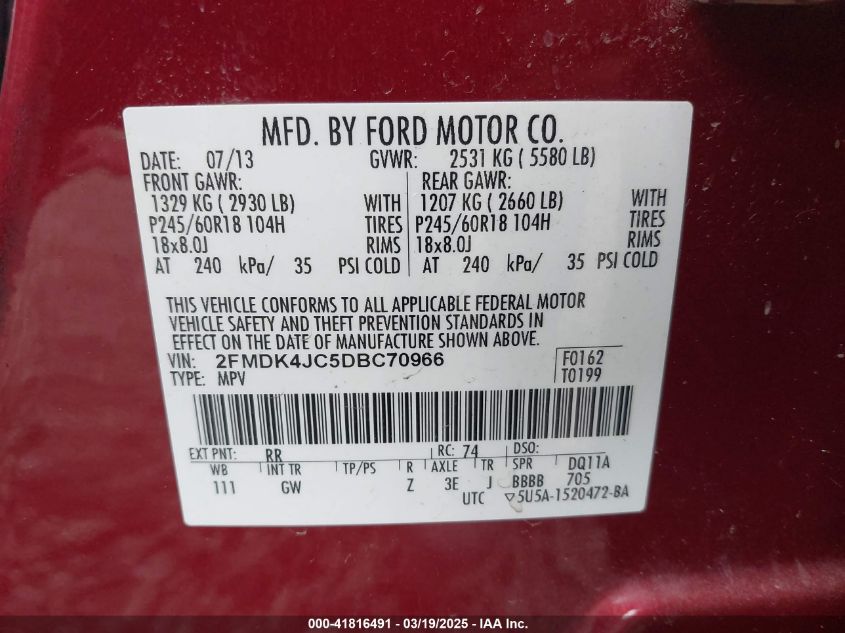 MFD. BY FORD MOTOR CO.
DATE: 07/13 GVWR: 2531 KG ( 5580 LB)
FRONT GAWR: REAR GAWR:
1329 KG ( 2930 LB) WITH 1207 KG ( 2660 LB) WITH
P245/60R18 104H TIRES P245/60R18 104H TIRES
18x8.0J RIMS 18x8.0J RIMS
AT 240 kPa/ 35 PSI COLD AT 240 kPa/ 35 PSI COLD
THIS VEHICLE CONFORMS TO ALL APPLICABLE FEDERAL MOTOR
VEHICLE SAFETY AND THEFT PREVENTION STANDARDS IN
EFFECT ON THE DATE OF MANUFACTURE SHOWN ABOVE.
VIN: 2FMDK4JC5DBC70966 F0162
TYPE: MPV T0199
EXT PNT: RR RC: 74 DSO:
WB INT TR TP/PS R AXLE TR SPR DQ11A
111 GW Z 3E J BBBB 705
UTC ▽5U5A-1520472-BA
000-41816491 - 03/19/2025 - IAA Inc.